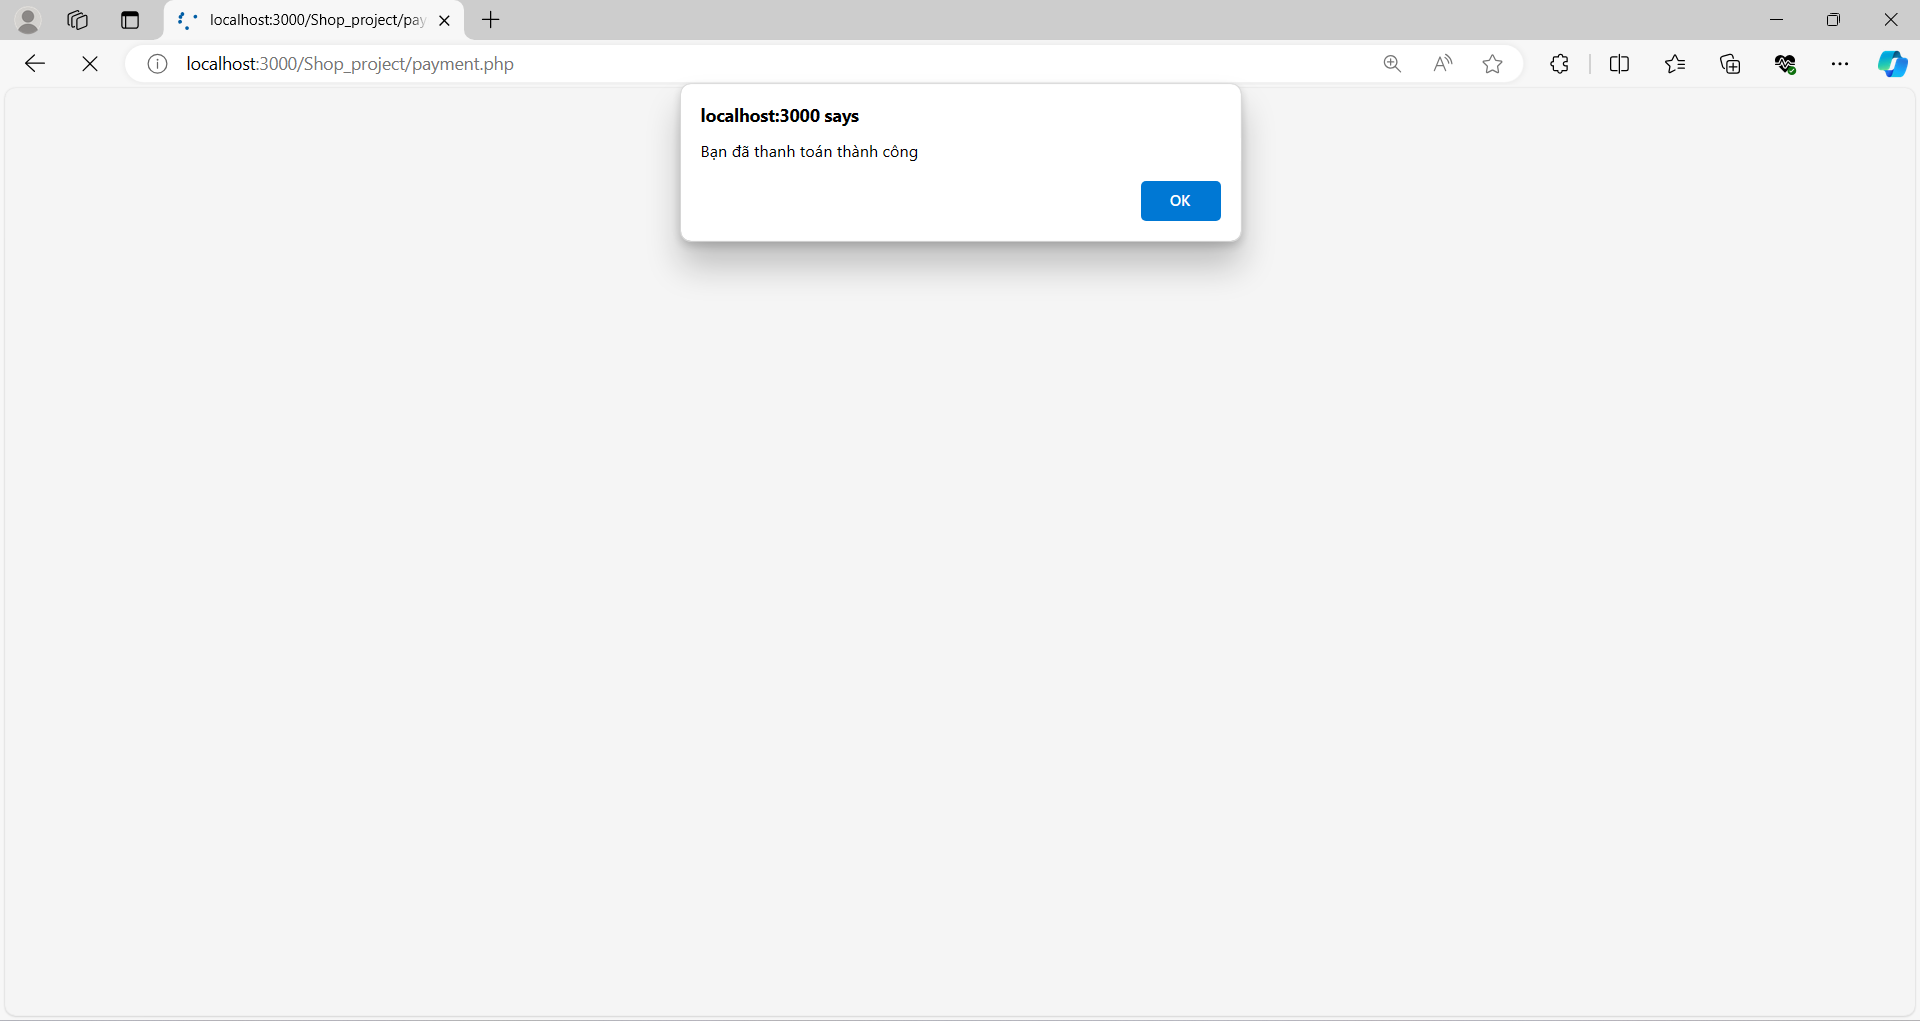 localhost:3000/Shop_project/pay
localhost:3000/Shop_project/payment.php
localhost:3000 says
Bạn đã thanh toán thành công
OK